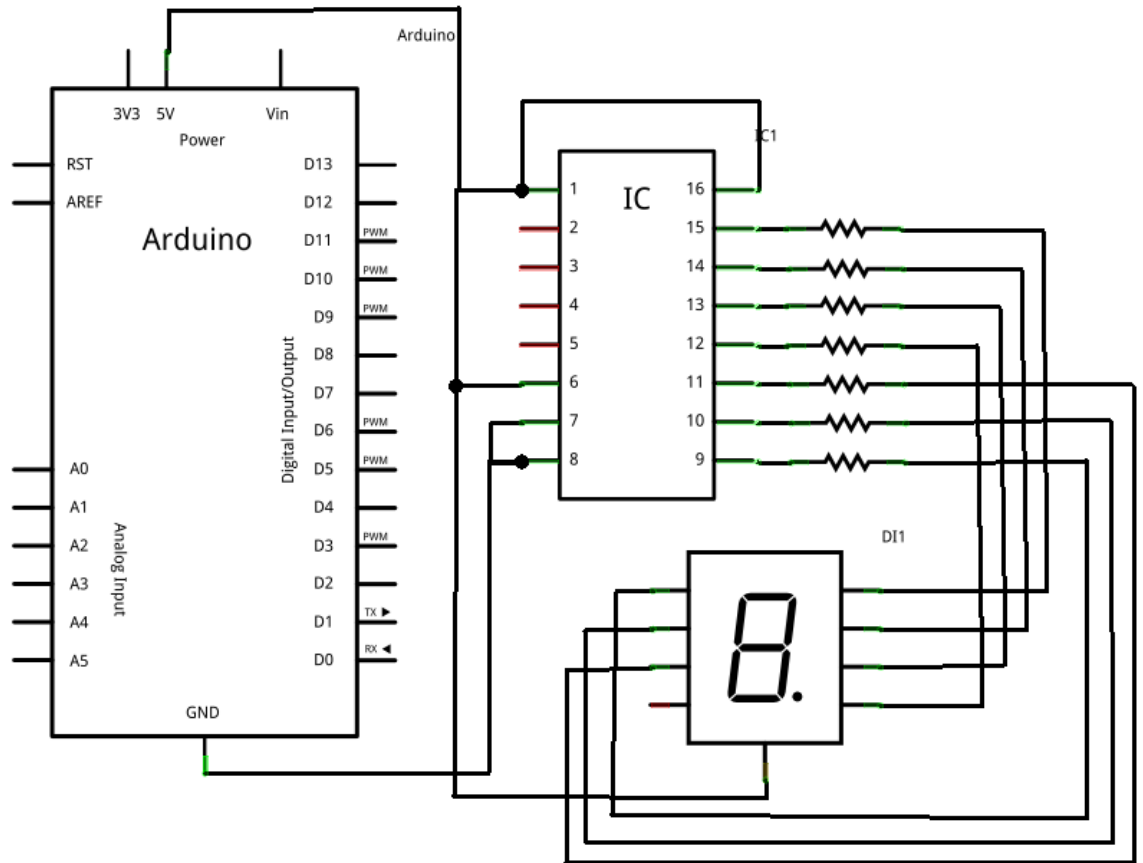 Arduino
3V3 5V Vin
Power
IC1
RST D13
AREF D12
Arduino
D11 PWM
D10 PWM
D9 PWM
D8
D7
D6 PWM
A0 D5 PWM
A1 D4
A2 D3 PWM
A3 D2
A4 D1 TX ▶
A5 D0 RX ◀
Digital Input/Output
Analog Input
GND
IC
1 16
2 15
3 14
4 13
5 12
6 11
7 10
8 9
DI1
8.